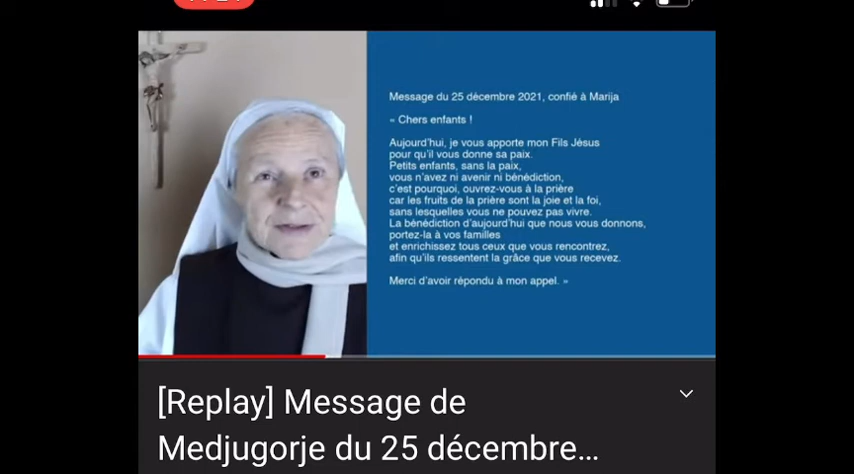 Message du 25 décembre 2021, confié à Marija
« Chers enfants !
Aujourd'hui, je vous apporte mon Fils Jésus
pour qu'il vous donne sa paix.
Petits enfants, sans la paix,
vous n'avez ni avenir ni bénédiction,
c'est pourquoi, ouvrez-vous à la prière
car les fruits de la prière sont la joie et la foi,
sans lesquelles vous ne pouvez pas vivre.
La bénédiction d'aujourd'hui que nous vous donnons,
portez-la à vos familles
et enrichissez tous ceux que vous rencontrez,
afin qu'ils ressentent la grâce que vous recevez.
Merci d'avoir répondu à mon appel. »
[Replay] Message de
Medjugorje du 25 décembre...